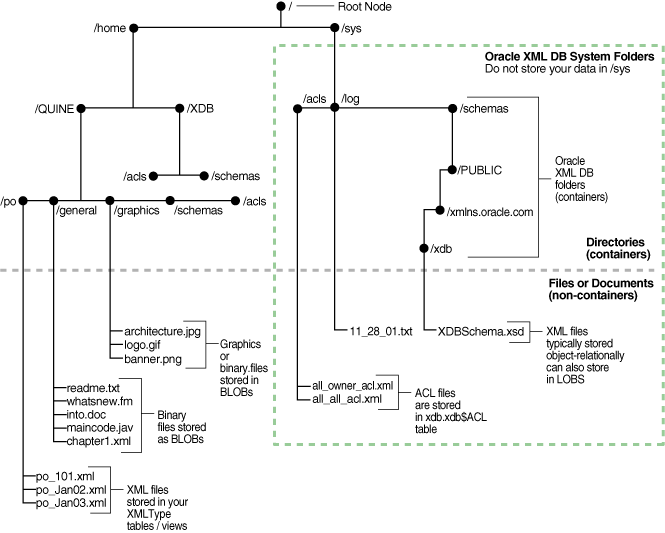 /
Root Node
/home
/sys
Oracle XML DB System Folders
Do not store your data in /sys
/QUINE
/XDB
/acls
/log
/schemas
/acls
/schemas
/PUBLIC
Oracle
XML DB
folders
(containers)
/po
/general
/graphics
/schemas
/acls
/xmlns.oracle.com
/xdb
Directories
(containers)
Files or Documents
(non-containers)
architecture.jpg
logo.gif
banner.png
Graphics
or
binary.files
stored in
BLOBs
11_28_01.txt
XDBSchema.xsd
XML files
typically stored
object-relationally
can also store
in LOBS
readme.txt
whatsnew.fm
into.doc
maincode.jav
chapter1.xml
Binary
files stored
as BLOBs
all_owner_acl.xml
all_all_acl.xml
ACL files
are stored
in xdb.xdb$ACL
table
po_101.xml
po_Jan02.xml
po_Jan03.xml
XML files
stored in your
XMLType
tables / views